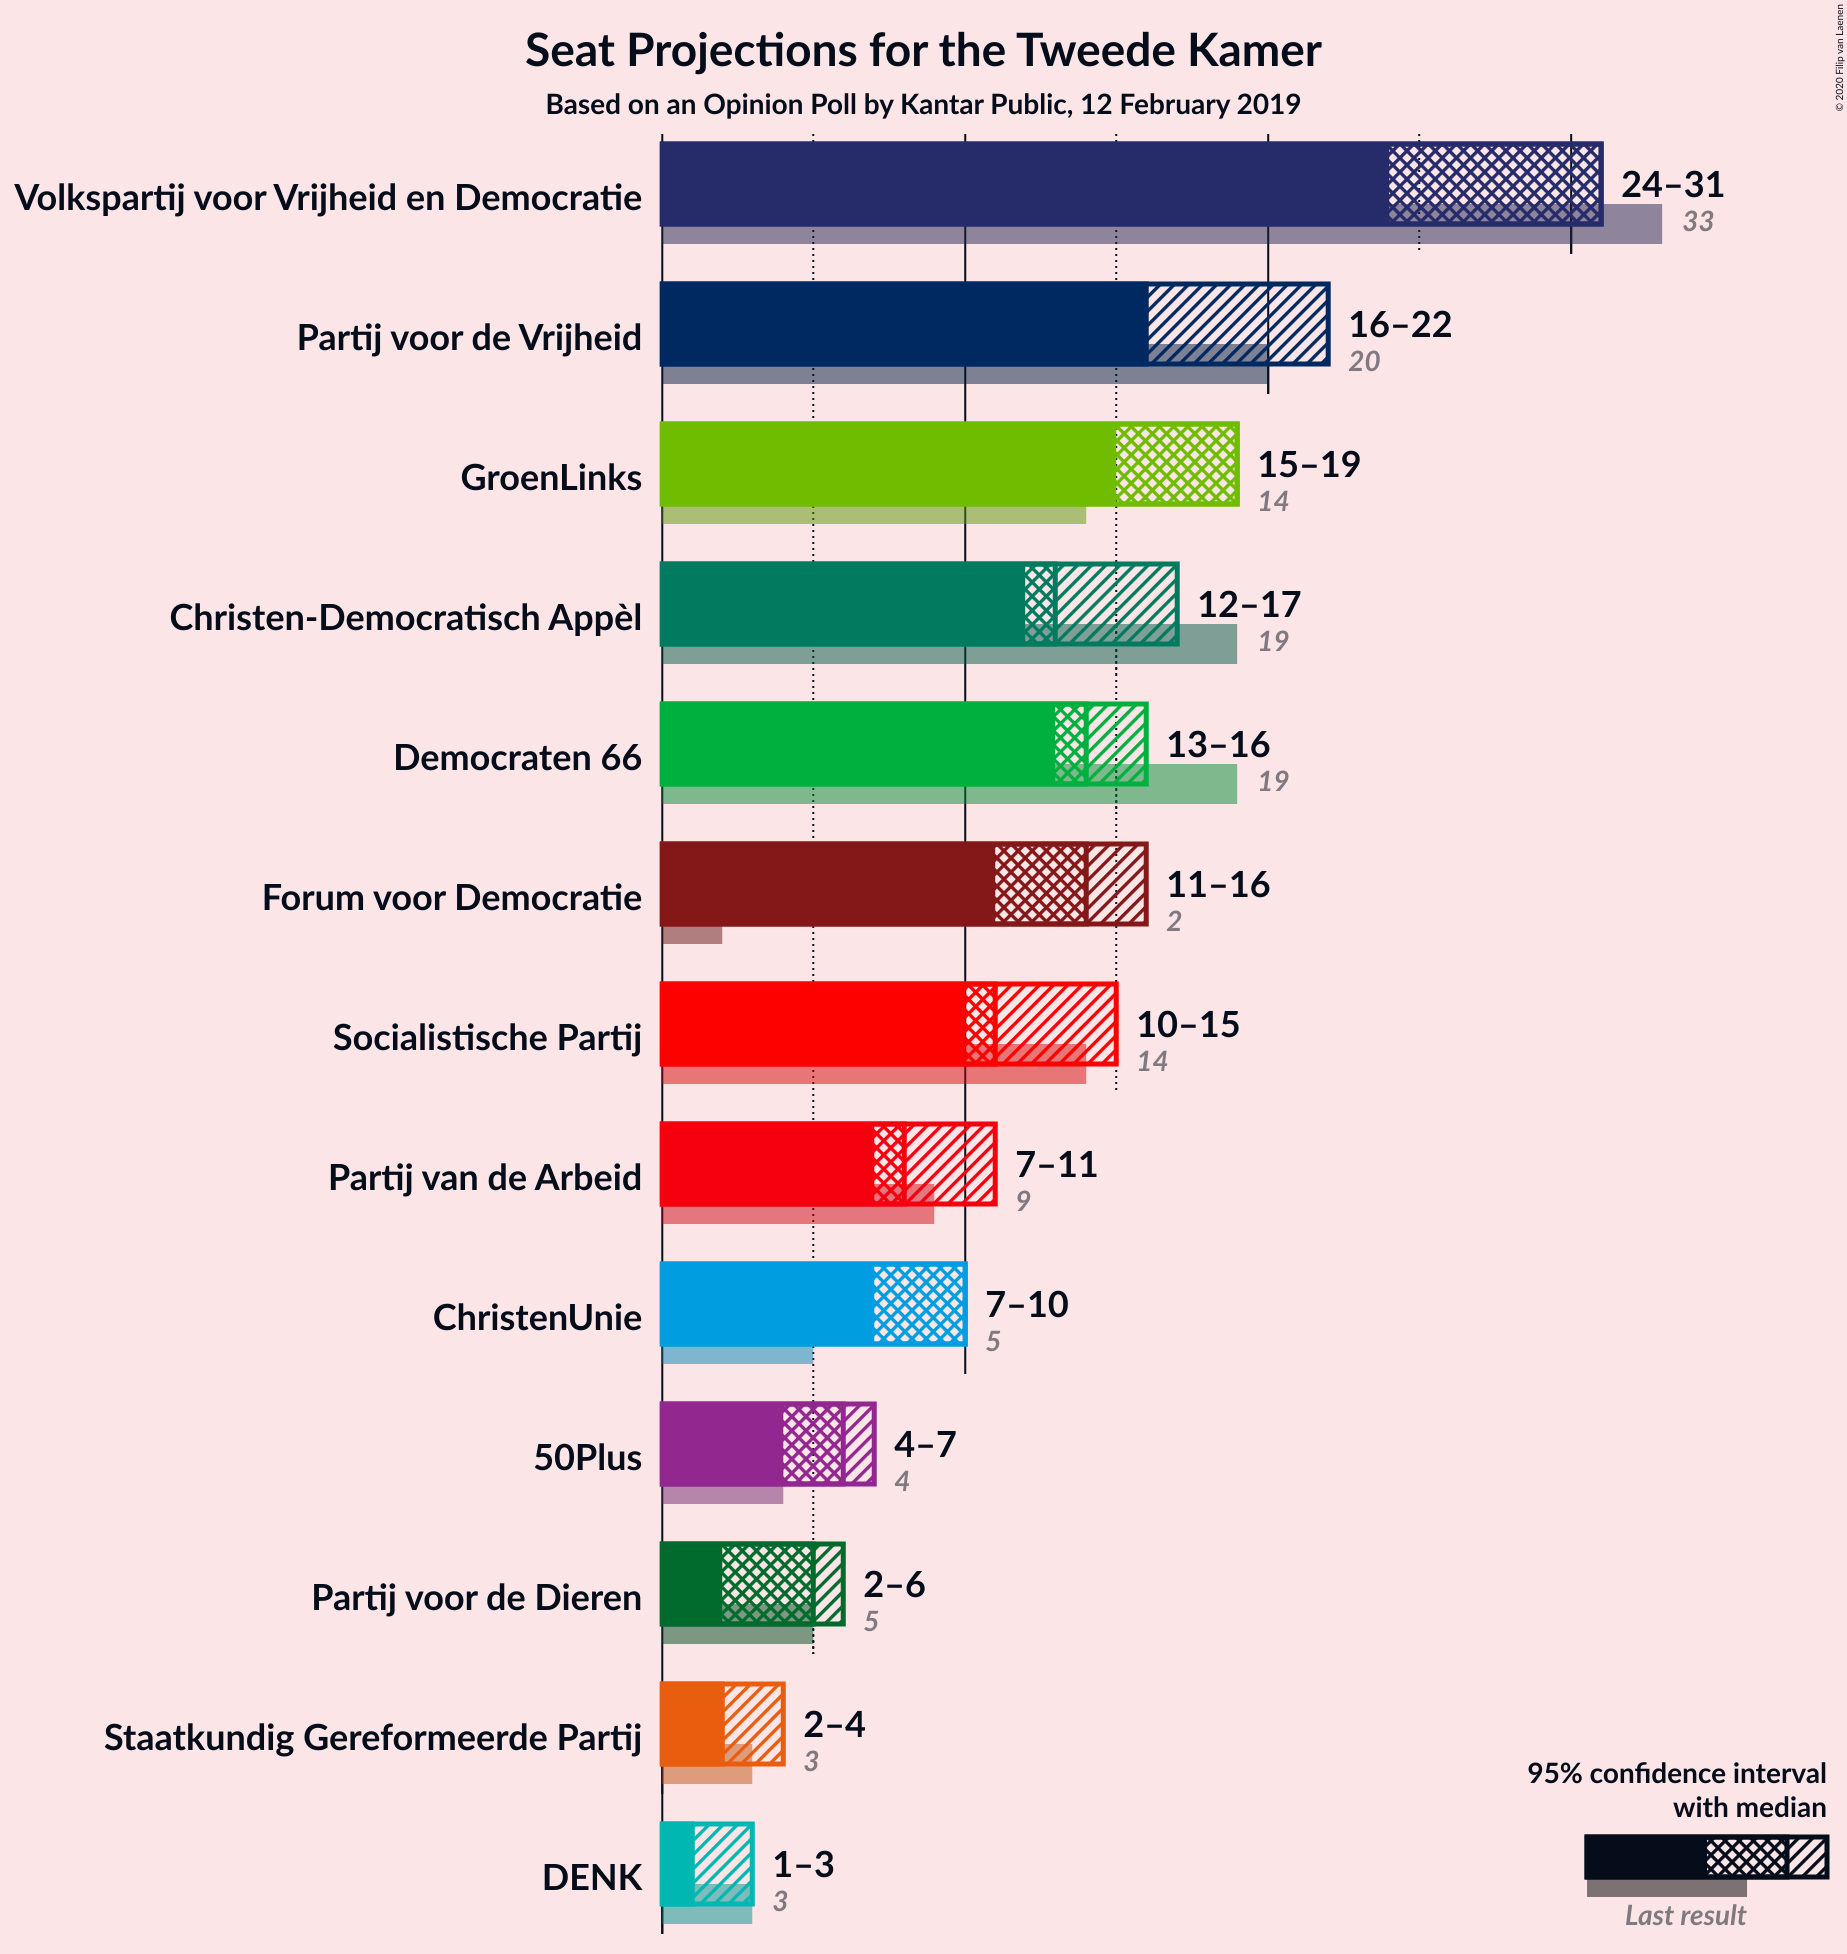 Seat Projections for the Tweede Kamer
Based on an Opinion Poll by Kantar Public, 12 February 2019
© 2020 Filip van Laenen
Volkspartij voor Vrijheid en Democratie
24–31
33
Partij voor de Vrijheid
16–22
20
GroenLinks
15–19
14
Christen-Democratisch Appèl
12–17
19
Democraten 66
13–16
19
Forum voor Democratie
11–16
2
Socialistische Partij
10–15
14
Partij van de Arbeid
7–11
9
ChristenUnie
7–10
5
50Plus
4–7
4
Partij voor de Dieren
2–6
5
Staatkundig Gereformeerde Partij
2–4
3
DENK
1–3
3
95% confidence interval
with median
Last result